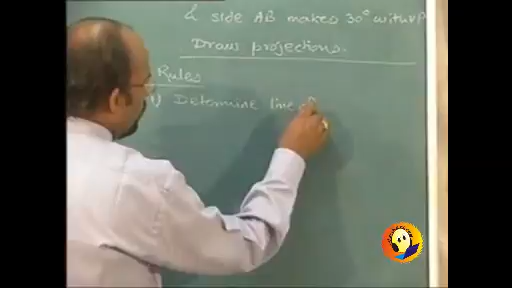 & side AB makes 30° with VP
Draw projections.
Rules
1) Determine line